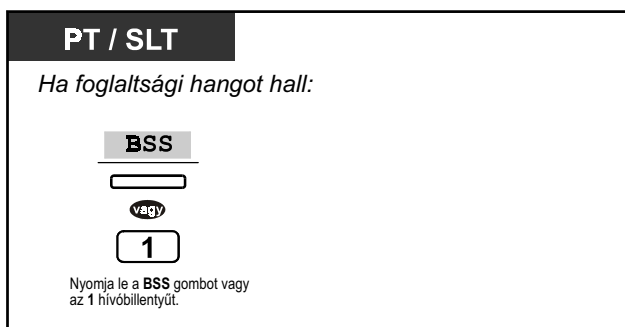 PT / SLT
Ha foglaltsági hangot hall:
BSS
vagy
1
Nyomja le a BSS gombot vagy
az 1 hívóbillentyűt.